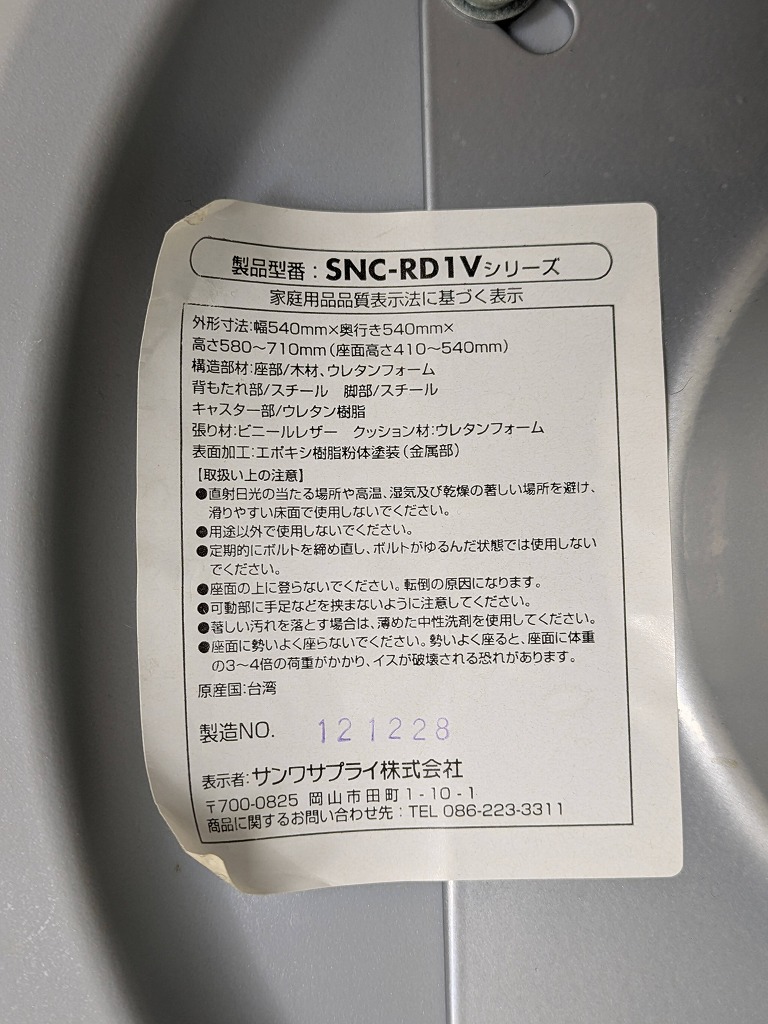 製品型番：SNC-RD1Vシリーズ
家庭用品品質表示法に基づく表示
外形寸法:幅540mm×奥行き540mm×
高さ580〜710mm(座面高さ410〜540mm)
構造部材:座部/木材、ウレタンフォーム
背もたれ部/スチール　脚部/スチール
キャスター部/ウレタン樹脂
張り材:ビニールレザー　クッション材:ウレタンフォーム
表面加工:エポキシ樹脂粉体塗装(金属部)
【取扱い上の注意】
●直射日光の当たる場所や高温、湿気及び乾燥の著しい場所を避け、
滑りやすい床面で使用しないでください。
●用途以外で使用しないでください。
●定期的にボルトを締め直し、ボルトがゆるんだ状態では使用しない
でください。
●座面の上に登らないでください。転倒の原因になります。
●可動部に手足などを挟まないように注意してください。
●著しい汚れを落とす場合は、薄めた中性洗剤を使用してください。
●座面に勢いよく座らないでください。勢いよく座ると、座面に体重
の3〜4倍の荷重がかかり、イスが破壊される恐れがあります。
原産国:台湾
製造NO. 121228
表示者:サンワサプライ株式会社
〒700-0825 岡山市田町1-10-1
商品に関するお問い合わせ先：TEL 086-223-3311